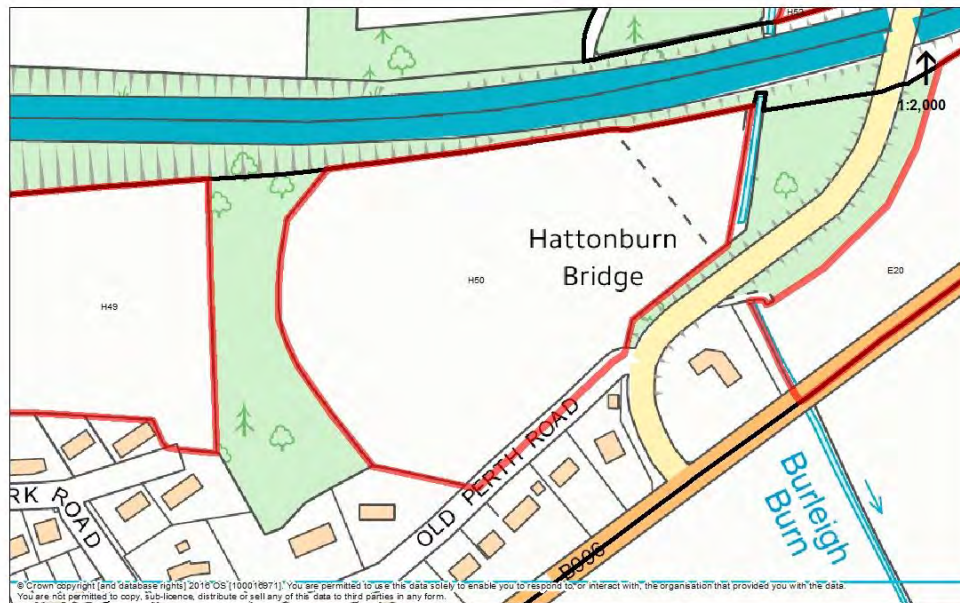 H52
1:2,000
Hattonburn
Bridge
H50
E20
H49
OLD PERTH ROAD
RK ROAD
Burleigh
Burn
B996
© Crown copyright [and database rights] 2016 OS [100016971]. You are permitted to use this data solely to enable you to respond to, or interact with, the organisation that provided you with the data.
You are not permitted to copy, sub-licence, distribute or sell any of this data to third parties in any form.